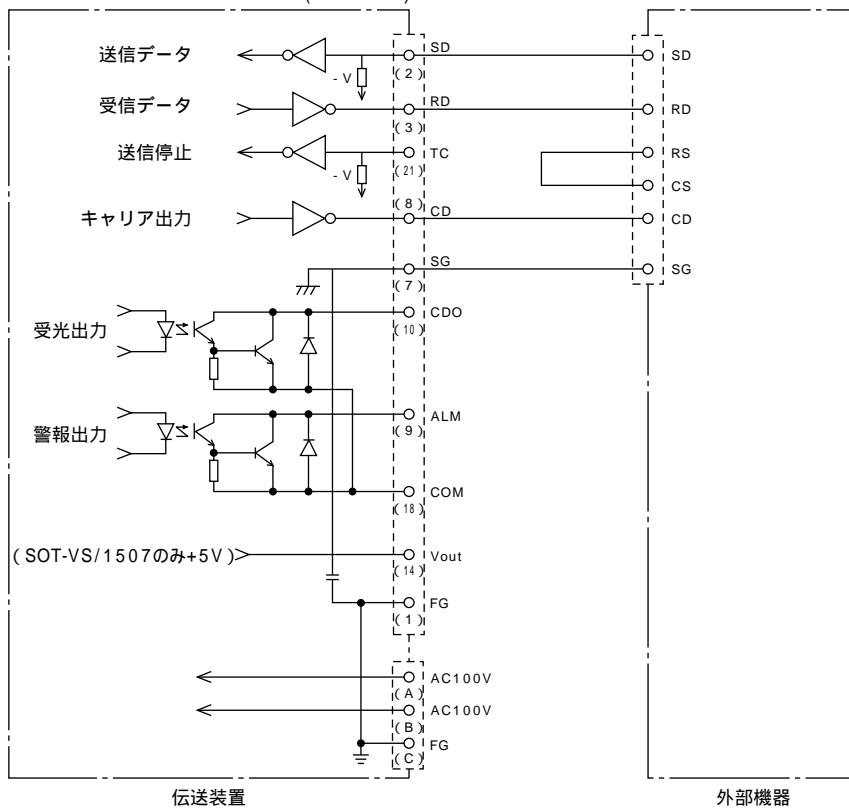 送信データ
SD
(2)
SD
- V
受信データ
RD
(3)
RD
送信停止
TC
(21)
RS
- V
CS
(8)
キャリア出力
CD
CD
SG
(7)
SG
CDO
(10)
受光出力
ALM
(9)
警報出力
COM
(18)
(SOT-VS/1507のみ+5V)
Vout
(14)
FG
(1)
AC100V
(A)
AC100V
(B)
FG
(C)
伝送装置
外部機器